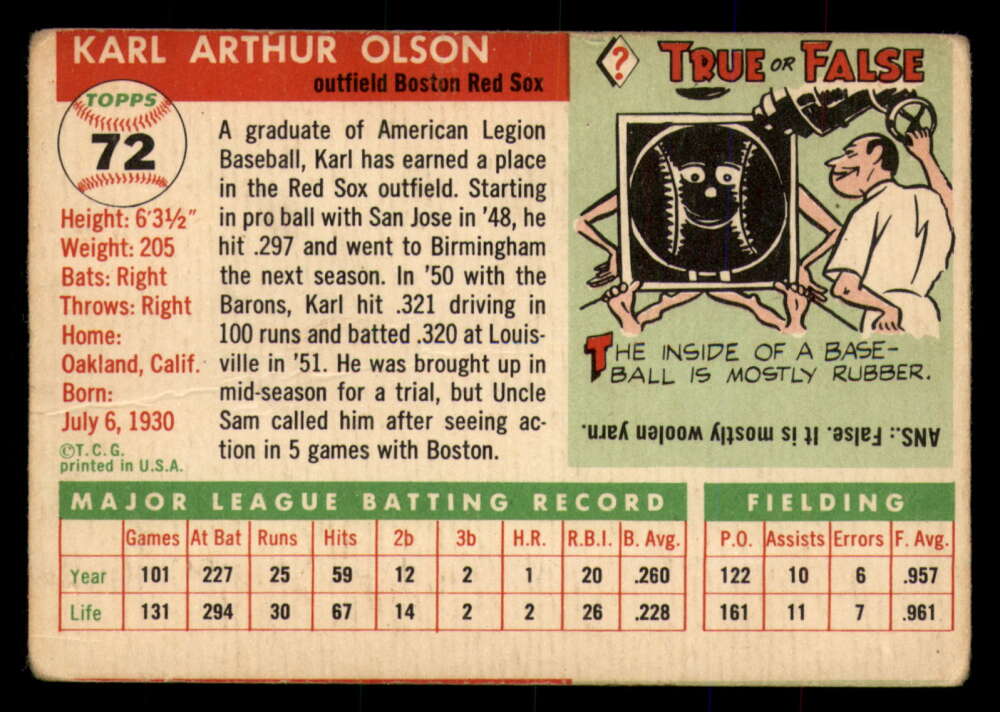 KARL ARTHUR OLSON
outfield Boston Red Sox
TOPPS
72
Height: 6'3½"
Weight: 205
Bats: Right
Throws: Right
Home:
Oakland, Calif.
Born:
July 6, 1930
©T.C.G.
printed in U.S.A.
A graduate of American Legion
Baseball, Karl has earned a place
in the Red Sox outfield. Starting
in pro ball with San Jose in '48, he
hit .297 and went to Birmingham
the next season. In '50 with the
Barons, Karl hit .321 driving in
100 runs and batted .320 at Louis-
ville in '51. He was brought up in
mid-season for a trial, but Uncle
Sam called him after seeing ac-
tion in 5 games with Boston.
? TRUE OR FALSE
THE INSIDE OF A BASE-
BALL IS MOSTLY RUBBER.
ANS.: False. It is mostly woolen yarn.
MAJOR LEAGUE BATTING RECORD FIELDING
Games At Bat Runs Hits 2b 3b H.R. R.B.I. B. Avg. P.O. Assists Errors F. Avg.
Year 101 227 25 59 12 2 1 20 .260 122 10 6 .957
Life 131 294 30 67 14 2 2 26 .228 161 11 7 .961